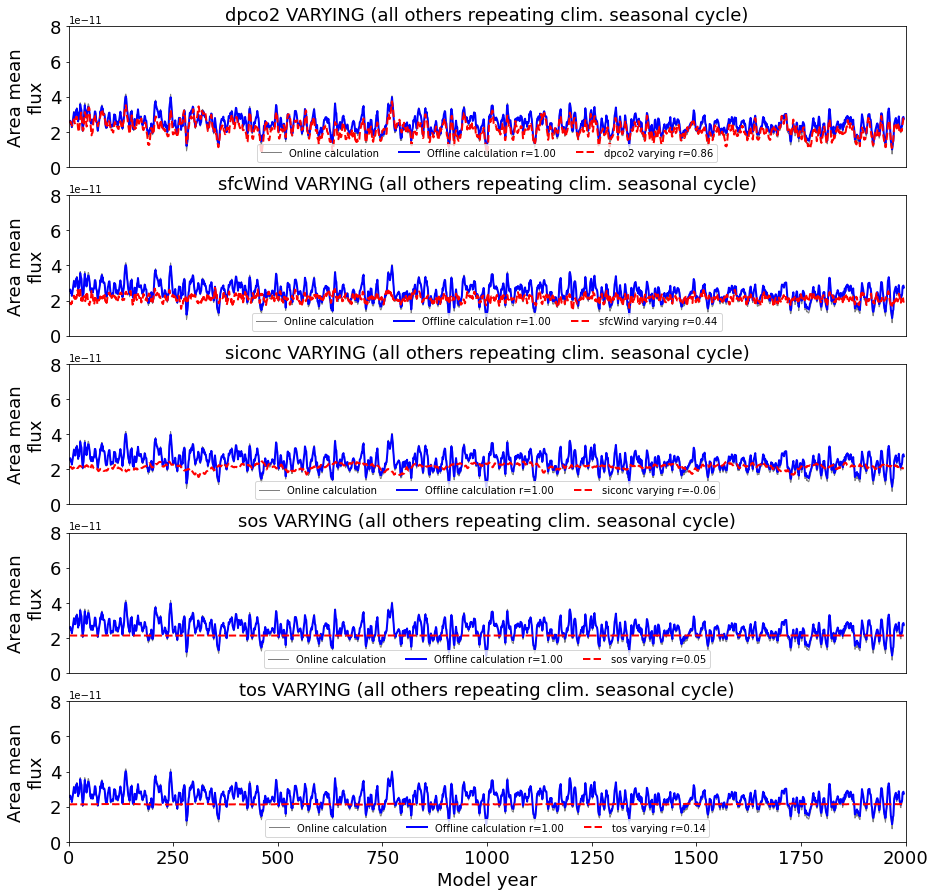 dpco2 VARYING (all others repeating clim. seasonal cycle)
1e−11
8
6
4
2
0
Area mean
flux
Online calculation
Offline calculation r=1.00
dpco2 varying r=0.86
sfcWind VARYING (all others repeating clim. seasonal cycle)
1e−11
8
6
4
2
0
Area mean
flux
Online calculation
Offline calculation r=1.00
sfcWind varying r=0.44
siconc VARYING (all others repeating clim. seasonal cycle)
1e−11
8
6
4
2
0
Area mean
flux
Online calculation
Offline calculation r=1.00
siconc varying r=-0.06
sos VARYING (all others repeating clim. seasonal cycle)
1e−11
8
6
4
2
0
Area mean
flux
Online calculation
Offline calculation r=1.00
sos varying r=0.05
tos VARYING (all others repeating clim. seasonal cycle)
1e−11
8
6
4
2
0
Area mean
flux
Online calculation
Offline calculation r=1.00
tos varying r=0.14
0 250 500 750 1000 1250 1500 1750 2000
Model year